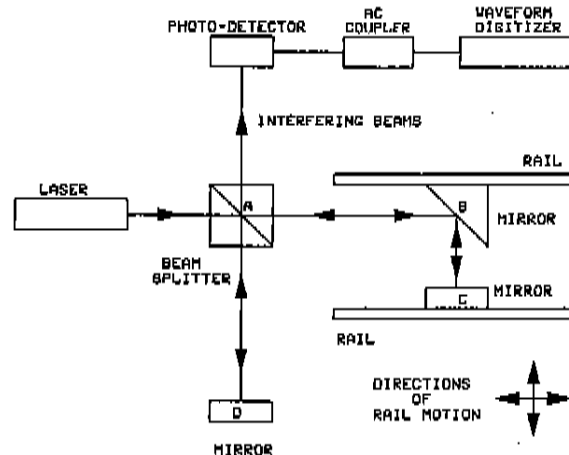 PHOTO-DETECTOR
AC
COUPLER
WAVEFORM
DIGITIZER
INTERFERING BEAMS
RAIL
LASER
A
B
MIRROR
BEAM
SPLITTER
MIRROR
C
RAIL
D
MIRROR
DIRECTIONS
OF
RAIL MOTION